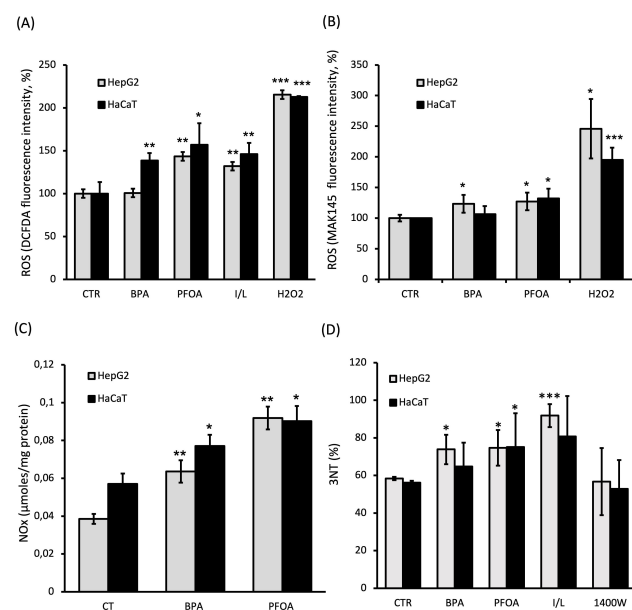 (A)
ROS (DCFDA fluorescence intensity, %)
250
200
150
100
50
0
HepG2
HaCaT
**
**
*
**
**
***
***
CTR
BPA
PFOA
I/L
H2O2
(B)
ROS (MAK145 fluorescence intensity, %)
350
300
250
200
150
100
50
0
HepG2
HaCaT
*
*
*
*
***
CTR
BPA
PFOA
H2O2
(C)
NOx (µmoles/mg protein)
0,12
0,1
0,08
0,06
0,04
0,02
0
HepG2
HaCaT
**
*
**
*
CT
BPA
PFOA
(D)
3NT (%)
120
100
80
60
40
20
0
HepG2
HaCaT
*
*
*
***
CTR
BPA
PFOA
I/L
1400W